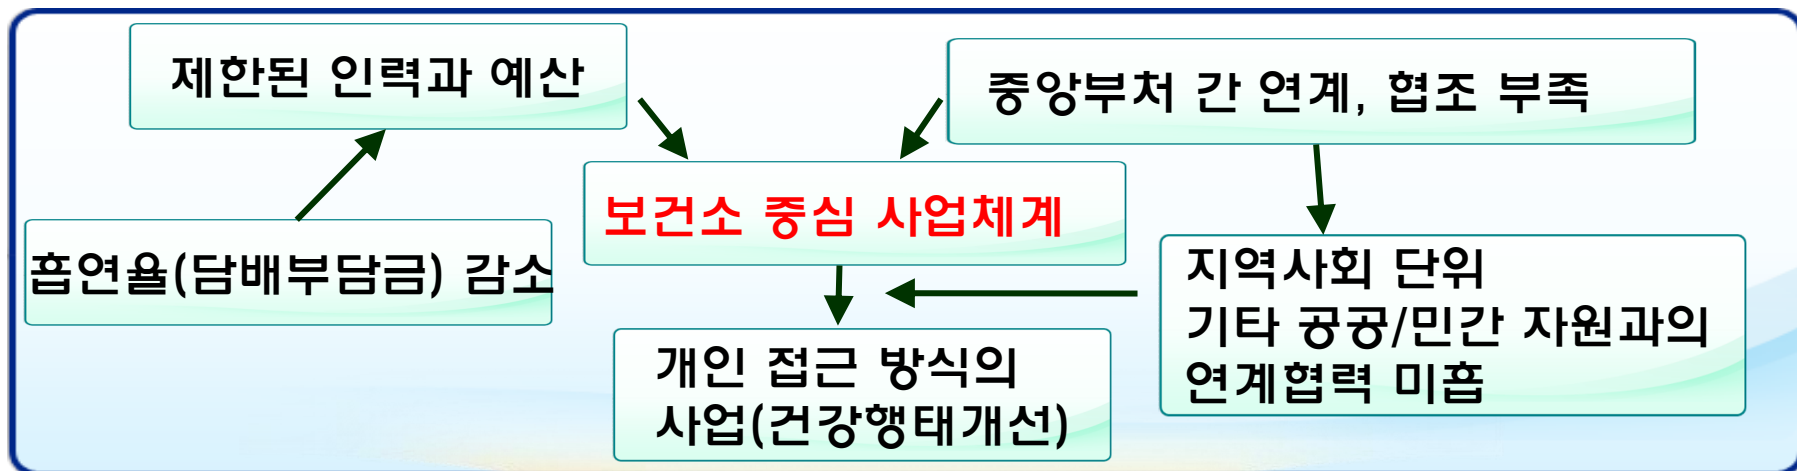 제한된 인력과 예산
중앙부처 간 연계, 협조 부족
보건소 중심 사업체계
흡연율(담배부담금) 감소
지역사회 단위
기타 공공/민간 자원과의
연계협력 미흡
개인 접근 방식의
사업(건강행태개선)